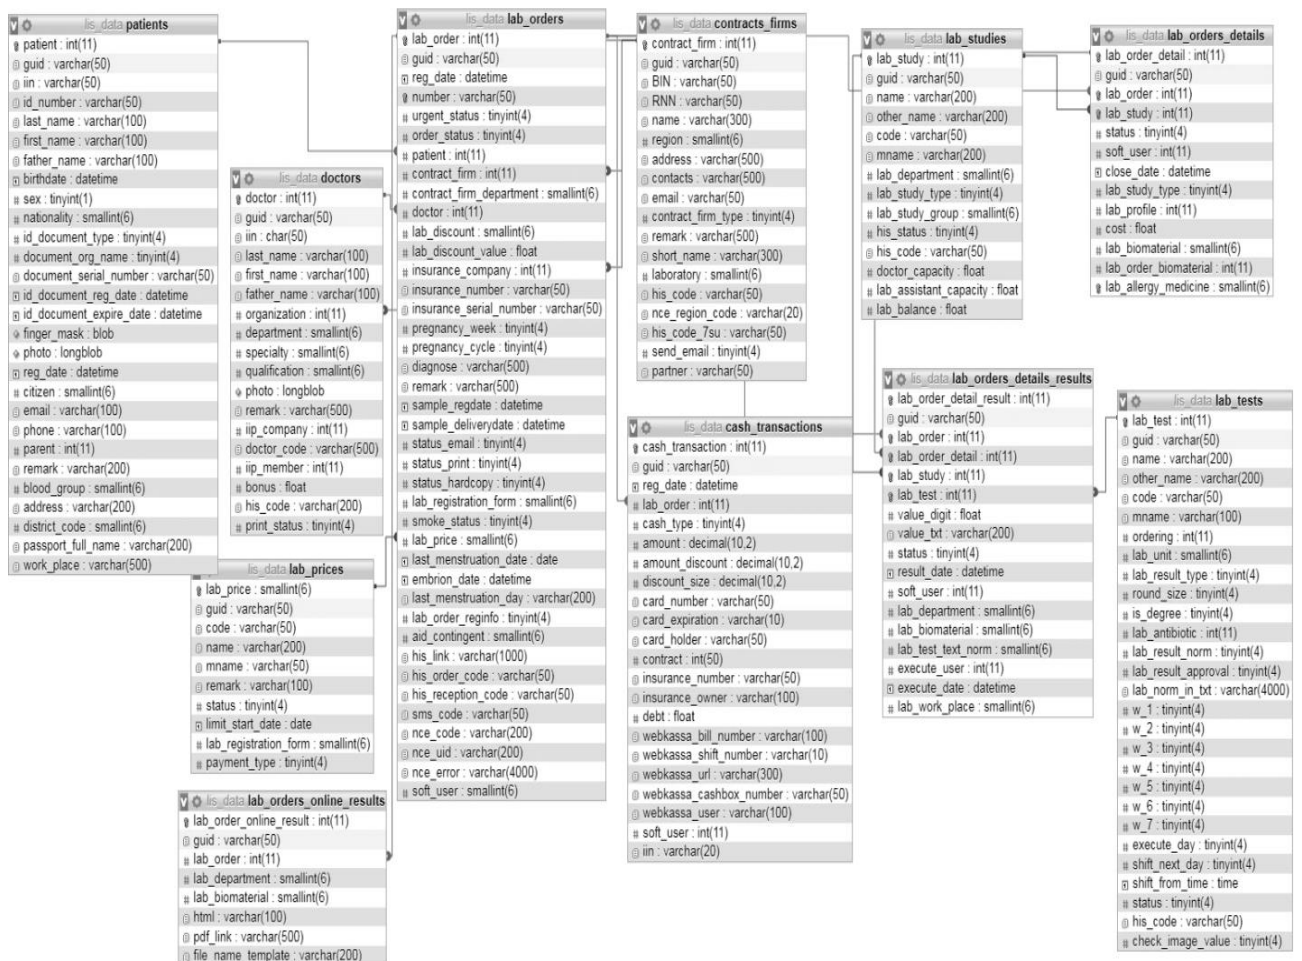 lis_data patients
patient : int(11)
guid : varchar(50)
iin : varchar(50)
id_number : varchar(50)
last_name : varchar(100)
first_name : varchar(100)
father_name : varchar(100)
birthdate : datetime
sex : tinyint(1)
nationality : smallint(6)
id_document_type : tinyint(4)
document_org_name : tinyint(4)
document_serial_number : varchar(50)
id_document_reg_date : datetime
id_document_expire_date : datetime
finger_mask : blob
photo : longblob
reg_date : datetime
citizen : smallint(6)
email : varchar(100)
phone : varchar(100)
parent : int(11)
remark : varchar(200)
blood_group : smallint(6)
address : varchar(200)
district_code : smallint(6)
passport_full_name : varchar(200)
work_place : varchar(500)
lis_data doctors
doctor : int(11)
guid : varchar(50)
iin : char(50)
last_name : varchar(100)
first_name : varchar(100)
father_name : varchar(100)
organization : int(11)
department : smallint(6)
specialty : smallint(6)
qualification : smallint(6)
photo : longblob
remark : varchar(500)
iip_company : int(11)
doctor_code : varchar(500)
iip_member : int(11)
bonus : float
his_code : varchar(200)
print_status : tinyint(4)
lis_data lab_prices
lab_price : smallint(6)
guid : varchar(50)
code : varchar(50)
name : varchar(200)
mname : varchar(50)
remark : varchar(100)
status : tinyint(4)
limit_start_date : date
lab_registration_form : smallint(6)
payment_type : tinyint(4)
lis_data lab_orders_online_results
lab_order_online_result : int(11)
guid : varchar(50)
lab_order : int(11)
lab_department : smallint(6)
lab_biomaterial : smallint(6)
html : varchar(100)
pdf_link : varchar(500)
file_name_template : varchar(200)
lis_data lab_orders
lab_order : int(11)
guid : varchar(50)
reg_date : datetime
number : varchar(50)
urgent_status : tinyint(4)
order_status : tinyint(4)
patient : int(11)
contract_firm : int(11)
contract_firm_department : smallint(6)
doctor : int(11)
lab_discount : smallint(6)
lab_discount_value : float
insurance_company : int(11)
insurance_number : varchar(50)
insurance_serial_number : varchar(50)
pregnancy_week : tinyint(4)
pregnancy_cycle : tinyint(4)
diagnose : varchar(500)
remark : varchar(500)
sample_regdate : datetime
sample_deliverydate : datetime
status_email : tinyint(4)
status_print : tinyint(4)
status_hardcopy : tinyint(4)
lab_registration_form : smallint(6)
smoke_status : tinyint(4)
lab_price : smallint(6)
last_menstruation_date : date
embrion_date : datetime
last_menstruation_day : varchar(200)
lab_order_reginfo : tinyint(4)
aid_contingent : smallint(6)
his_link : varchar(1000)
his_order_code : varchar(50)
his_reception_code : varchar(50)
sms_code : varchar(50)
nce_code : varchar(200)
nce_uid : varchar(200)
nce_error : varchar(4000)
soft_user : smallint(6)
lis_data contracts_firms
contract_firm : int(11)
guid : varchar(50)
BIN : varchar(50)
RNN : varchar(50)
name : varchar(300)
region : smallint(6)
address : varchar(500)
contacts : varchar(500)
email : varchar(50)
contract_firm_type : tinyint(4)
remark : varchar(500)
short_name : varchar(300)
laboratory : smallint(6)
his_code : varchar(50)
nce_region_code : varchar(20)
his_code_7su : varchar(50)
send_email : tinyint(4)
partner : varchar(50)
lis_data cash_transactions
cash_transaction : int(11)
guid : varchar(50)
reg_date : datetime
lab_order : int(11)
cash_type : tinyint(4)
amount : decimal(10,2)
amount_discount : decimal(10,2)
discount_size : decimal(10,2)
card_number : varchar(50)
card_expiration : varchar(10)
card_holder : varchar(50)
contract : int(50)
insurance_number : varchar(50)
insurance_owner : varchar(100)
debt : float
webkassa_bill_number : varchar(100)
webkassa_shift_number : varchar(10)
webkassa_url : varchar(300)
webkassa_cashbox_number : varchar(50)
webkassa_user : varchar(100)
soft_user : int(11)
iin : varchar(20)
lis_data lab_studies
lab_study : int(11)
guid : varchar(50)
name : varchar(200)
other_name : varchar(200)
code : varchar(50)
mname : varchar(200)
lab_department : smallint(6)
lab_study_type : tinyint(4)
lab_study_group : smallint(6)
his_status : tinyint(4)
his_code : varchar(50)
doctor_capacity : float
lab_assistant_capacity : float
lab_balance : float
lis_data lab_orders_details
lab_order_detail : int(11)
guid : varchar(50)
lab_order : int(11)
lab_study : int(11)
status : tinyint(4)
soft_user : int(11)
close_date : datetime
lab_study_type : tinyint(4)
lab_profile : int(11)
cost : float
lab_biomaterial : smallint(6)
lab_order_biomaterial : int(11)
lab_allergy_medicine : smallint(6)
lis_data lab_orders_details_results
lab_order_detail_result : int(11)
guid : varchar(50)
lab_order : int(11)
lab_order_detail : int(11)
lab_study : int(11)
lab_test : int(11)
value_digit : float
value_txt : varchar(200)
status : tinyint(4)
result_date : datetime
soft_user : int(11)
lab_department : smallint(6)
lab_biomaterial : smallint(6)
lab_test_text_norm : smallint(6)
execute_user : int(11)
execute_date : datetime
lab_work_place : smallint(6)
lis_data lab_tests
lab_test : int(11)
guid : varchar(50)
name : varchar(200)
other_name : varchar(200)
code : varchar(50)
mname : varchar(100)
ordering : int(11)
lab_unit : smallint(6)
lab_result_type : tinyint(4)
round_size : tinyint(4)
is_degree : tinyint(4)
lab_antibiotic : int(11)
lab_result_norm : tinyint(4)
lab_result_approval : tinyint(4)
lab_norm_in_txt : varchar(4000)
w_1 : tinyint(4)
w_2 : tinyint(4)
w_3 : tinyint(4)
w_4 : tinyint(4)
w_5 : tinyint(4)
w_6 : tinyint(4)
w_7 : tinyint(4)
execute_day : tinyint(4)
shift_next_day : tinyint(4)
shift_from_time : time
status : tinyint(4)
his_code : varchar(50)
check_image_value : tinyint(4)